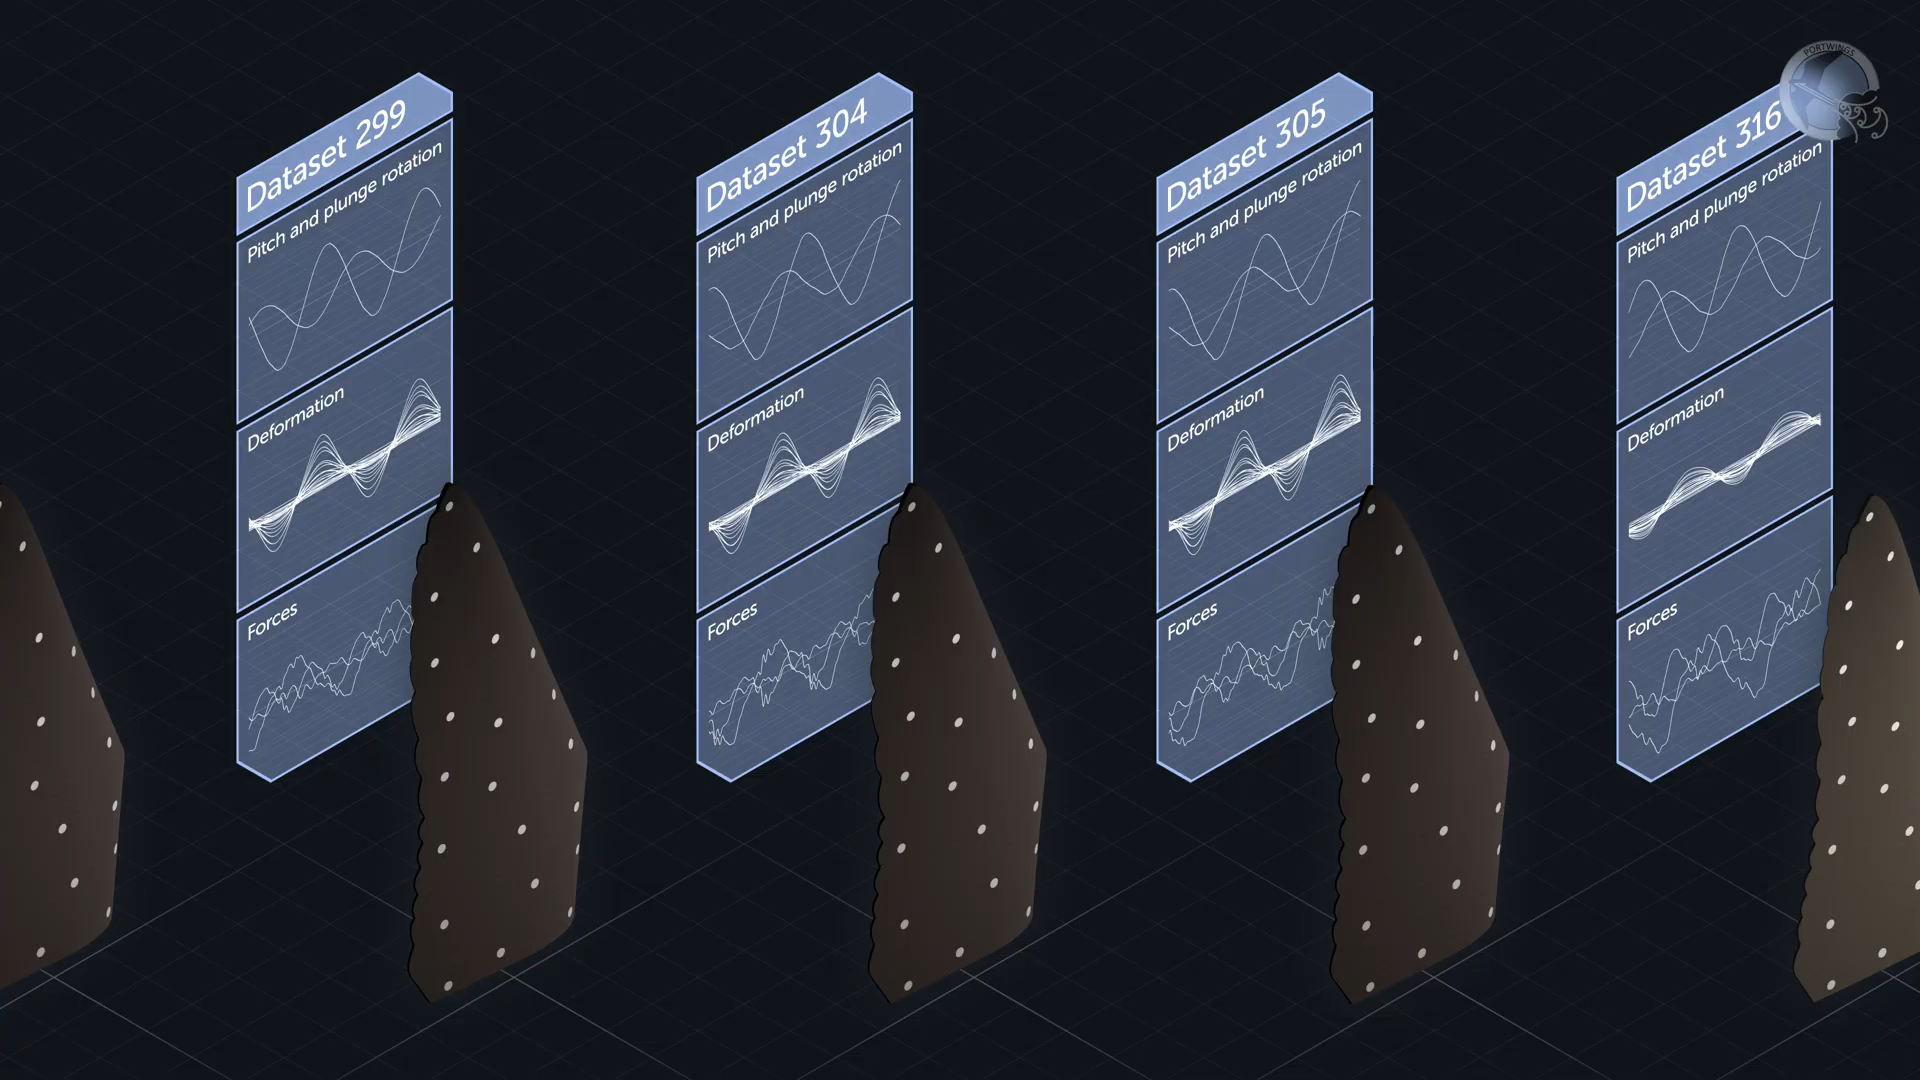 PORTWINGS
Dataset 299
Pitch and plunge rotation
Deformation
Forces
Dataset 304
Pitch and plunge rotation
Deformation
Forces
Dataset 305
Pitch and plunge rotation
Deformation
Forces
Dataset 316
Pitch and plunge rotation
Deformation
Forces